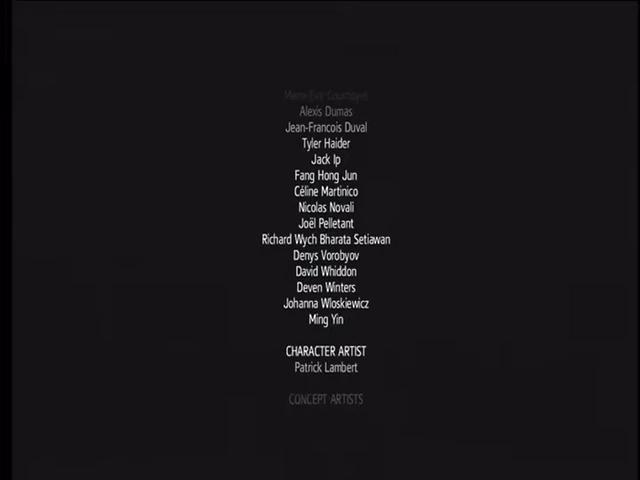 Alexis Dumas
Jean-Francois Duval
Tyler Haider
Jack Ip
Fang Hong Jun
Céline Martinico
Nicolas Novali
Joël Pelletant
Richard Wych Bharata Setiawan
Denys Vorobyov
David Whiddon
Deven Winters
Johanna Wloskiewicz
Ming Yin
CHARACTER ARTIST
Patrick Lambert
CONCEPT ARTISTS